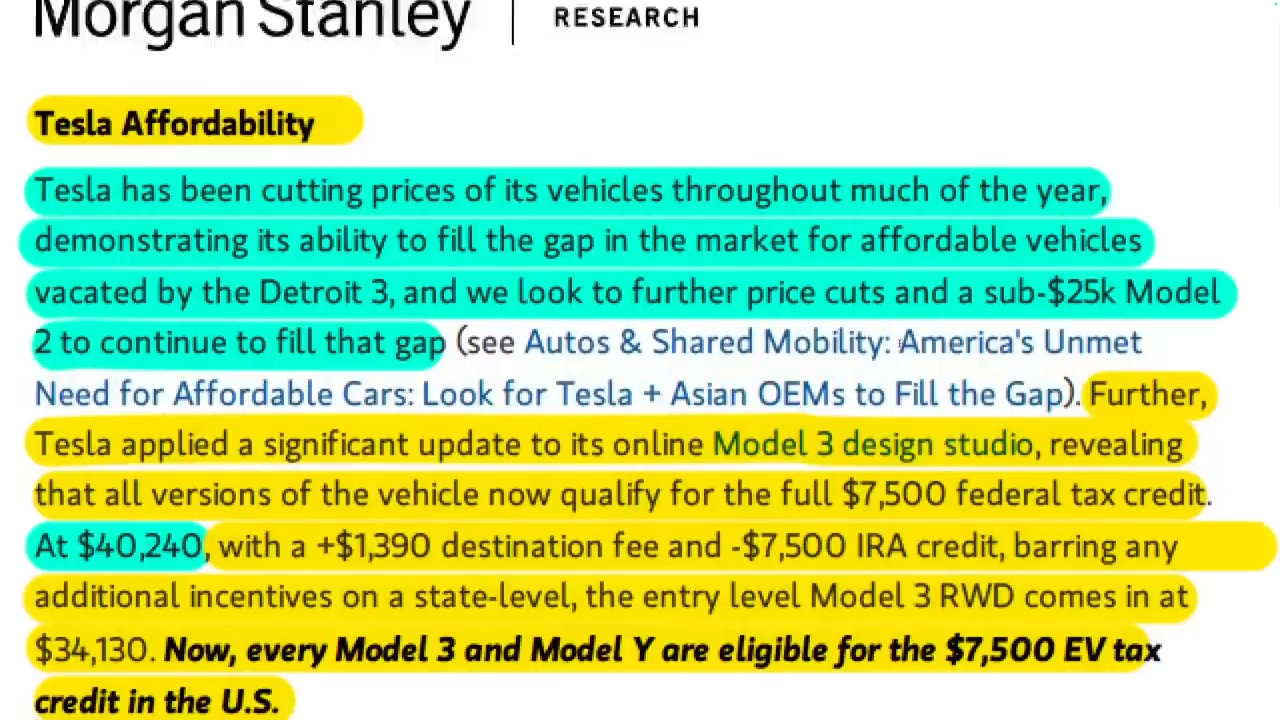 Morgan Stanley | RESEARCH
Tesla Affordability
Tesla has been cutting prices of its vehicles throughout much of the year,
demonstrating its ability to fill the gap in the market for affordable vehicles
vacated by the Detroit 3, and we look to further price cuts and a sub-$25k Model
2 to continue to fill that gap (see Autos & Shared Mobility: America's Unmet
Need for Affordable Cars: Look for Tesla + Asian OEMs to Fill the Gap). Further,
Tesla applied a significant update to its online Model 3 design studio, revealing
that all versions of the vehicle now qualify for the full $7,500 federal tax credit.
At $40,240, with a +$1,390 destination fee and -$7,500 IRA credit, barring any
additional incentives on a state-level, the entry level Model 3 RWD comes in at
$34,130. Now, every Model 3 and Model Y are eligible for the $7,500 EV tax
credit in the U.S.